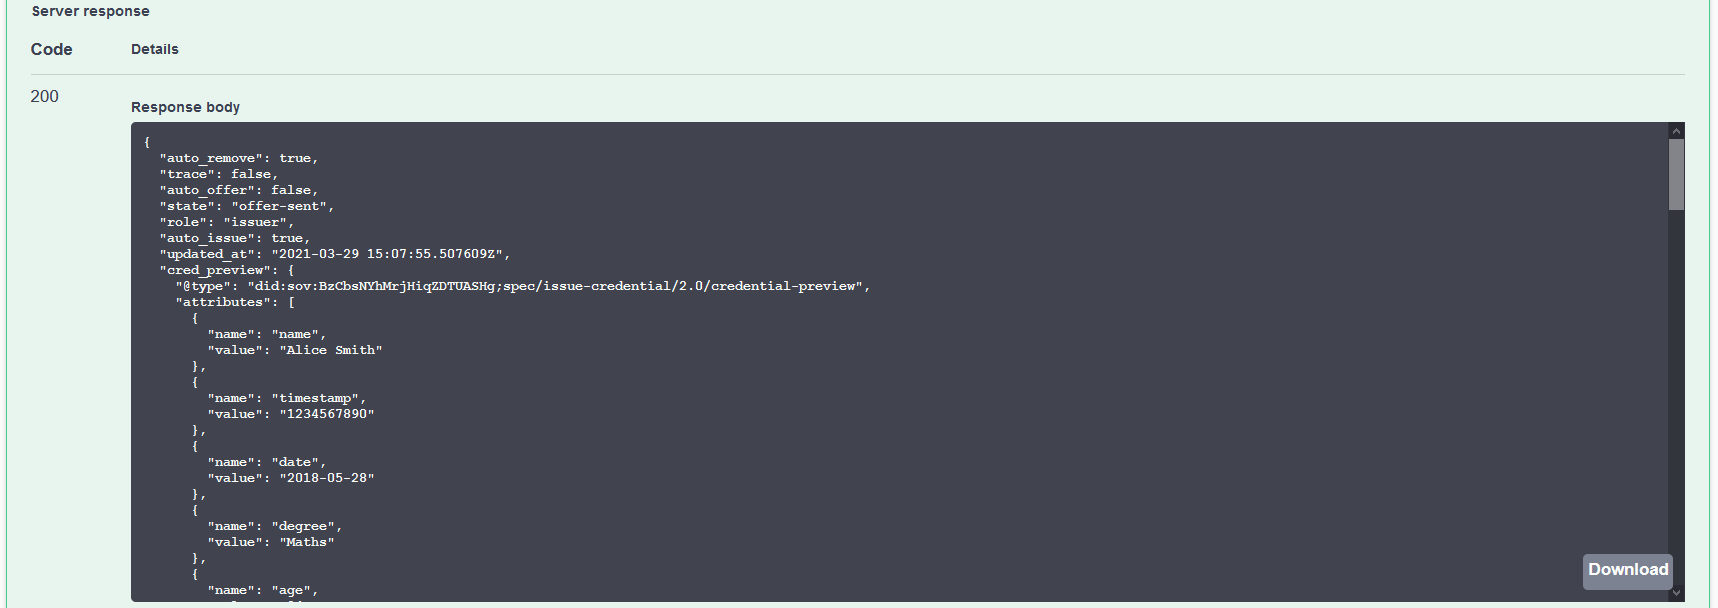 Server response
Code Details
200
Response body
{
  "auto_remove": true,
  "trace": false,
  "auto_offer": false,
  "state": "offer-sent",
  "role": "issuer",
  "auto_issue": true,
  "updated_at": "2021-03-29 15:07:55.507609Z",
  "cred_preview": {
    "@type": "did:sov:BzCbsNYhMrjHiqZDTUASHg;spec/issue-credential/2.0/credential-preview",
    "attributes": [
      {
        "name": "name",
        "value": "Alice Smith"
      },
      {
        "name": "timestamp",
        "value": "1234567890"
      },
      {
        "name": "date",
        "value": "2018-05-28"
      },
      {
        "name": "degree",
        "value": "Maths"
      },
      {
        "name": "age",
Download